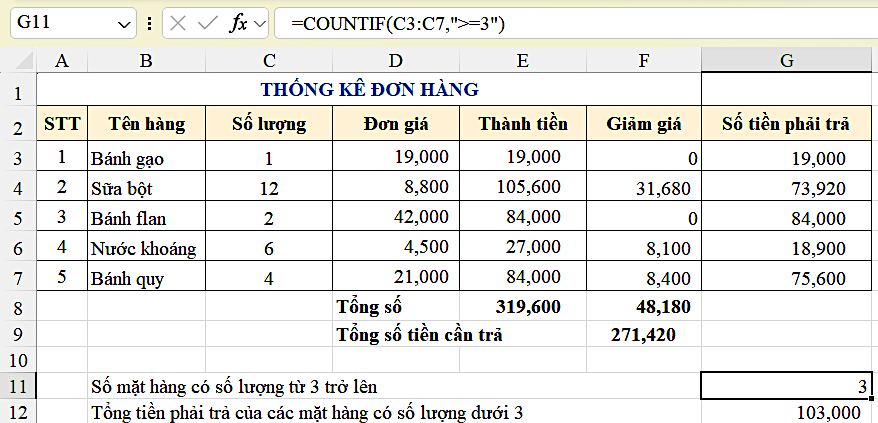 G11 fx =COUNTIF(C3:C7,">=3")
A B C D E F G
1 THỐNG KÊ ĐƠN HÀNG
2 STT Tên hàng Số lượng Đơn giá Thành tiền Giảm giá Số tiền phải trả
3 1 Bánh gạo 1 19,000 19,000 0 19,000
4 2 Sữa bột 12 8,800 105,600 31,680 73,920
5 3 Bánh flan 2 42,000 84,000 0 84,000
6 4 Nước khoáng 6 4,500 27,000 8,100 18,900
7 5 Bánh quy 4 21,000 84,000 8,400 75,600
8 Tổng số 319,600 48,180
9 Tổng số tiền cần trả 271,420
10
11 Số mặt hàng có số lượng từ 3 trở lên 3
12 Tổng tiền phải trả của các mặt hàng có số lượng dưới 3 103,000